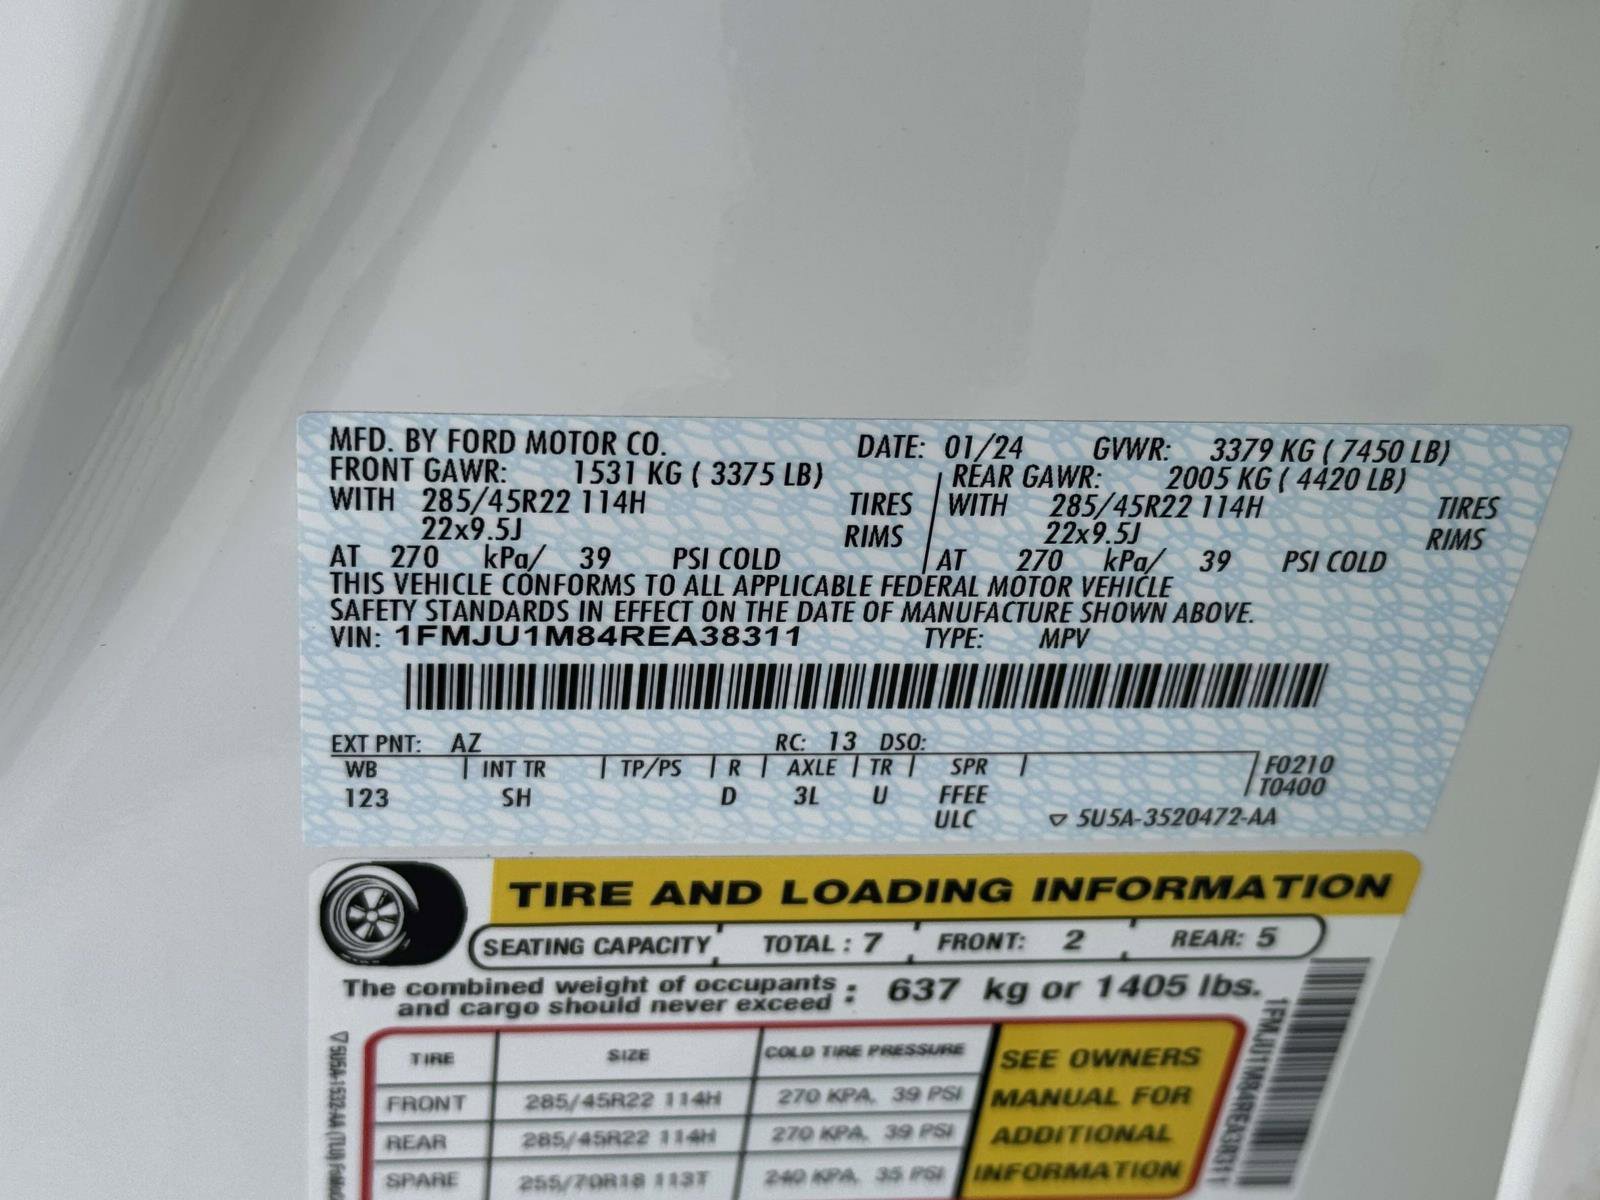 MFD. BY FORD MOTOR CO. DATE: 01/24 GVWR: 3379 KG ( 7450 LB)
FRONT GAWR: 1531 KG ( 3375 LB) REAR GAWR: 2005 KG ( 4420 LB)
WITH 285/45R22 114H TIRES WITH 285/45R22 114H TIRES
22x9.5J RIMS 22x9.5J RIMS
AT 270 kPa/ 39 PSI COLD AT 270 kPa/ 39 PSI COLD
THIS VEHICLE CONFORMS TO ALL APPLICABLE FEDERAL MOTOR VEHICLE
SAFETY STANDARDS IN EFFECT ON THE DATE OF MANUFACTURE SHOWN ABOVE.
VIN: 1FMJU1M84REA38311 TYPE: MPV
EXT PNT: AZ RC: 13 DSO:
WB INT TR TP/PS R AXLE TR SPR F0210
123 SH D 3L U FFEE T0400
ULC 5U5A-3520472-AA
TIRE AND LOADING INFORMATION
SEATING CAPACITY TOTAL : 7 FRONT: 2 REAR: 5
The combined weight of occupants
and cargo should never exceed : 637 kg or 1405 lbs.
TIRE SIZE COLD TIRE PRESSURE
FRONT 285/45R22 114H 270 KPA, 39 PSI
REAR 285/45R22 114H 270 KPA, 39 PSI
SPARE 255/70R18 113T 240 KPA, 35 PSI
SEE OWNERS
MANUAL FOR
ADDITIONAL
INFORMATION
1FMJU1M84REA38311
5U5A-1532-AA